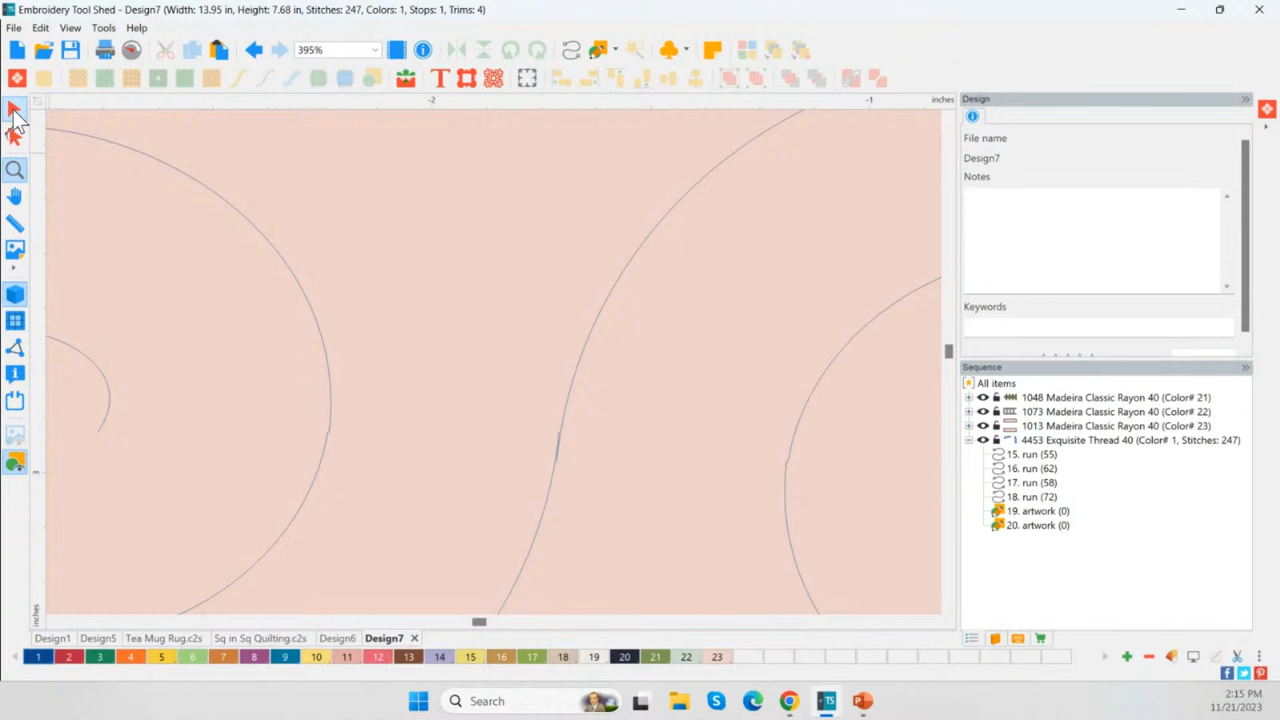 Embroidery Tool Shed - Design7 (Width: 13.95 in, Height: 7.68 in, Stitches: 247, Colors: 1, Stops: 1, Trims: 4)
File Edit View Tools Help
395%
-2 -1 inches
3
inches
Design
File name
Design7
Notes
Keywords
Sequence
All items
1048 Madeira Classic Rayon 40 (Color# 21)
1073 Madeira Classic Rayon 40 (Color# 22)
1013 Madeira Classic Rayon 40 (Color# 23)
4453 Exquisite Thread 40 (Color# 1, Stitches: 247)
15. run (55)
16. run (62)
17. run (58)
18. run (72)
19. artwork (0)
20. artwork (0)
Design1 Design5 Tea Mug Rug.c2s Sq in Sq Quilting.c2s Design6 Design7
1 2 3 4 5 6 7 8 9 10 11 12 13 14 15 16 17 18 19 20 21 22 23
Search
TS
2:15 PM
11/21/2023